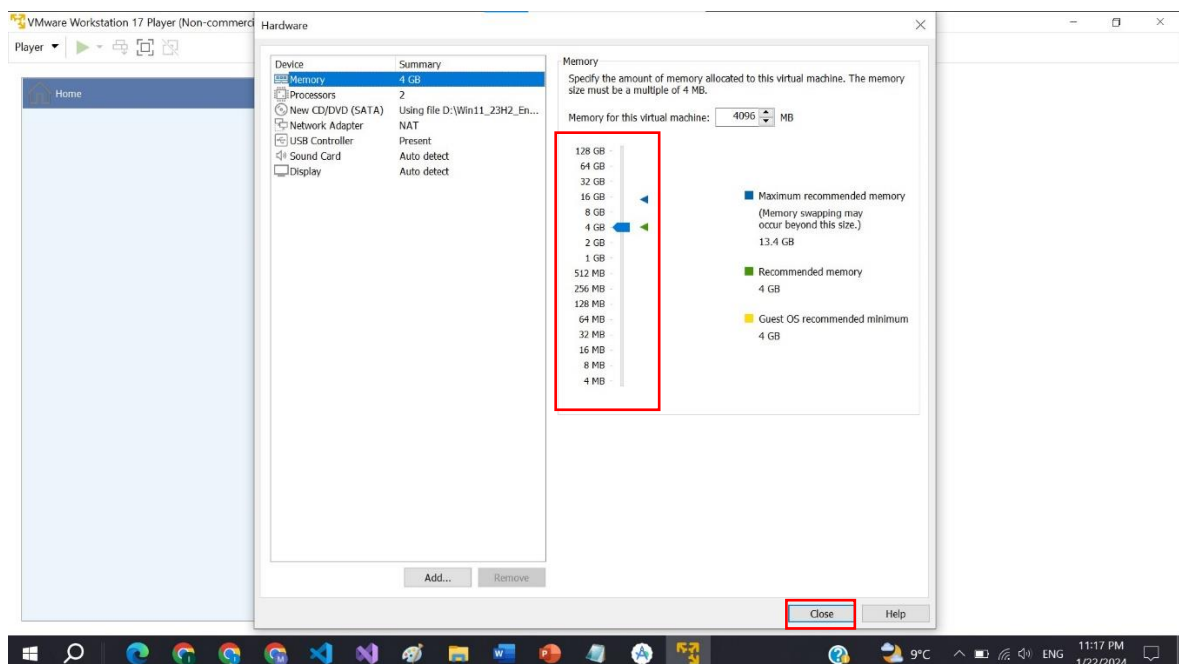 VMware Workstation 17 Player (Non-commerci
Player
Home
Hardware
Device Summary
Memory 4 GB
Processors 2
New CD/DVD (SATA) Using file D:\Win11_23H2_En...
Network Adapter NAT
USB Controller Present
Sound Card Auto detect
Display Auto detect
Add... Remove
Memory
Specify the amount of memory allocated to this virtual machine. The memory
size must be a multiple of 4 MB.
Memory for this virtual machine: 4096 MB
128 GB
64 GB
32 GB
16 GB
8 GB
4 GB
2 GB
1 GB
512 MB
256 MB
128 MB
64 MB
32 MB
16 MB
8 MB
4 MB
Maximum recommended memory
(Memory swapping may
occur beyond this size.)
13.4 GB
Recommended memory
4 GB
Guest OS recommended minimum
4 GB
Close Help
9°C ENG 11:17 PM
1/22/2024